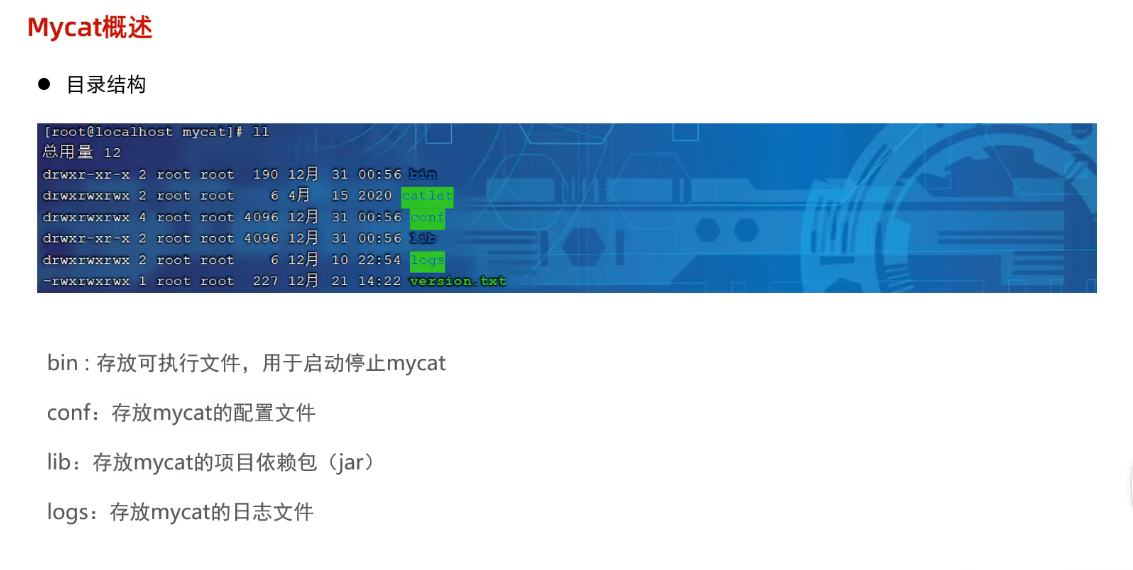 Mycat概述
● 目录结构
[root@localhost mycat]# ll
总用量 12
drwxr-xr-x 2 root root 190 12月 31 00:56 bin
drwxrwxrwx 2 root root 6 4月 15 2020 catlet
drwxrwxrwx 4 root root 4096 12月 31 00:56 conf
drwxr-xr-x 2 root root 4096 12月 31 00:56 lib
drwxrwxrwx 2 root root 6 12月 10 22:54 logs
-rwxrwxrwx 1 root root 227 12月 21 14:22 version.txt
bin : 存放可执行文件，用于启动停止mycat
conf：存放mycat的配置文件
lib：存放mycat的项目依赖包（jar）
logs：存放mycat的日志文件